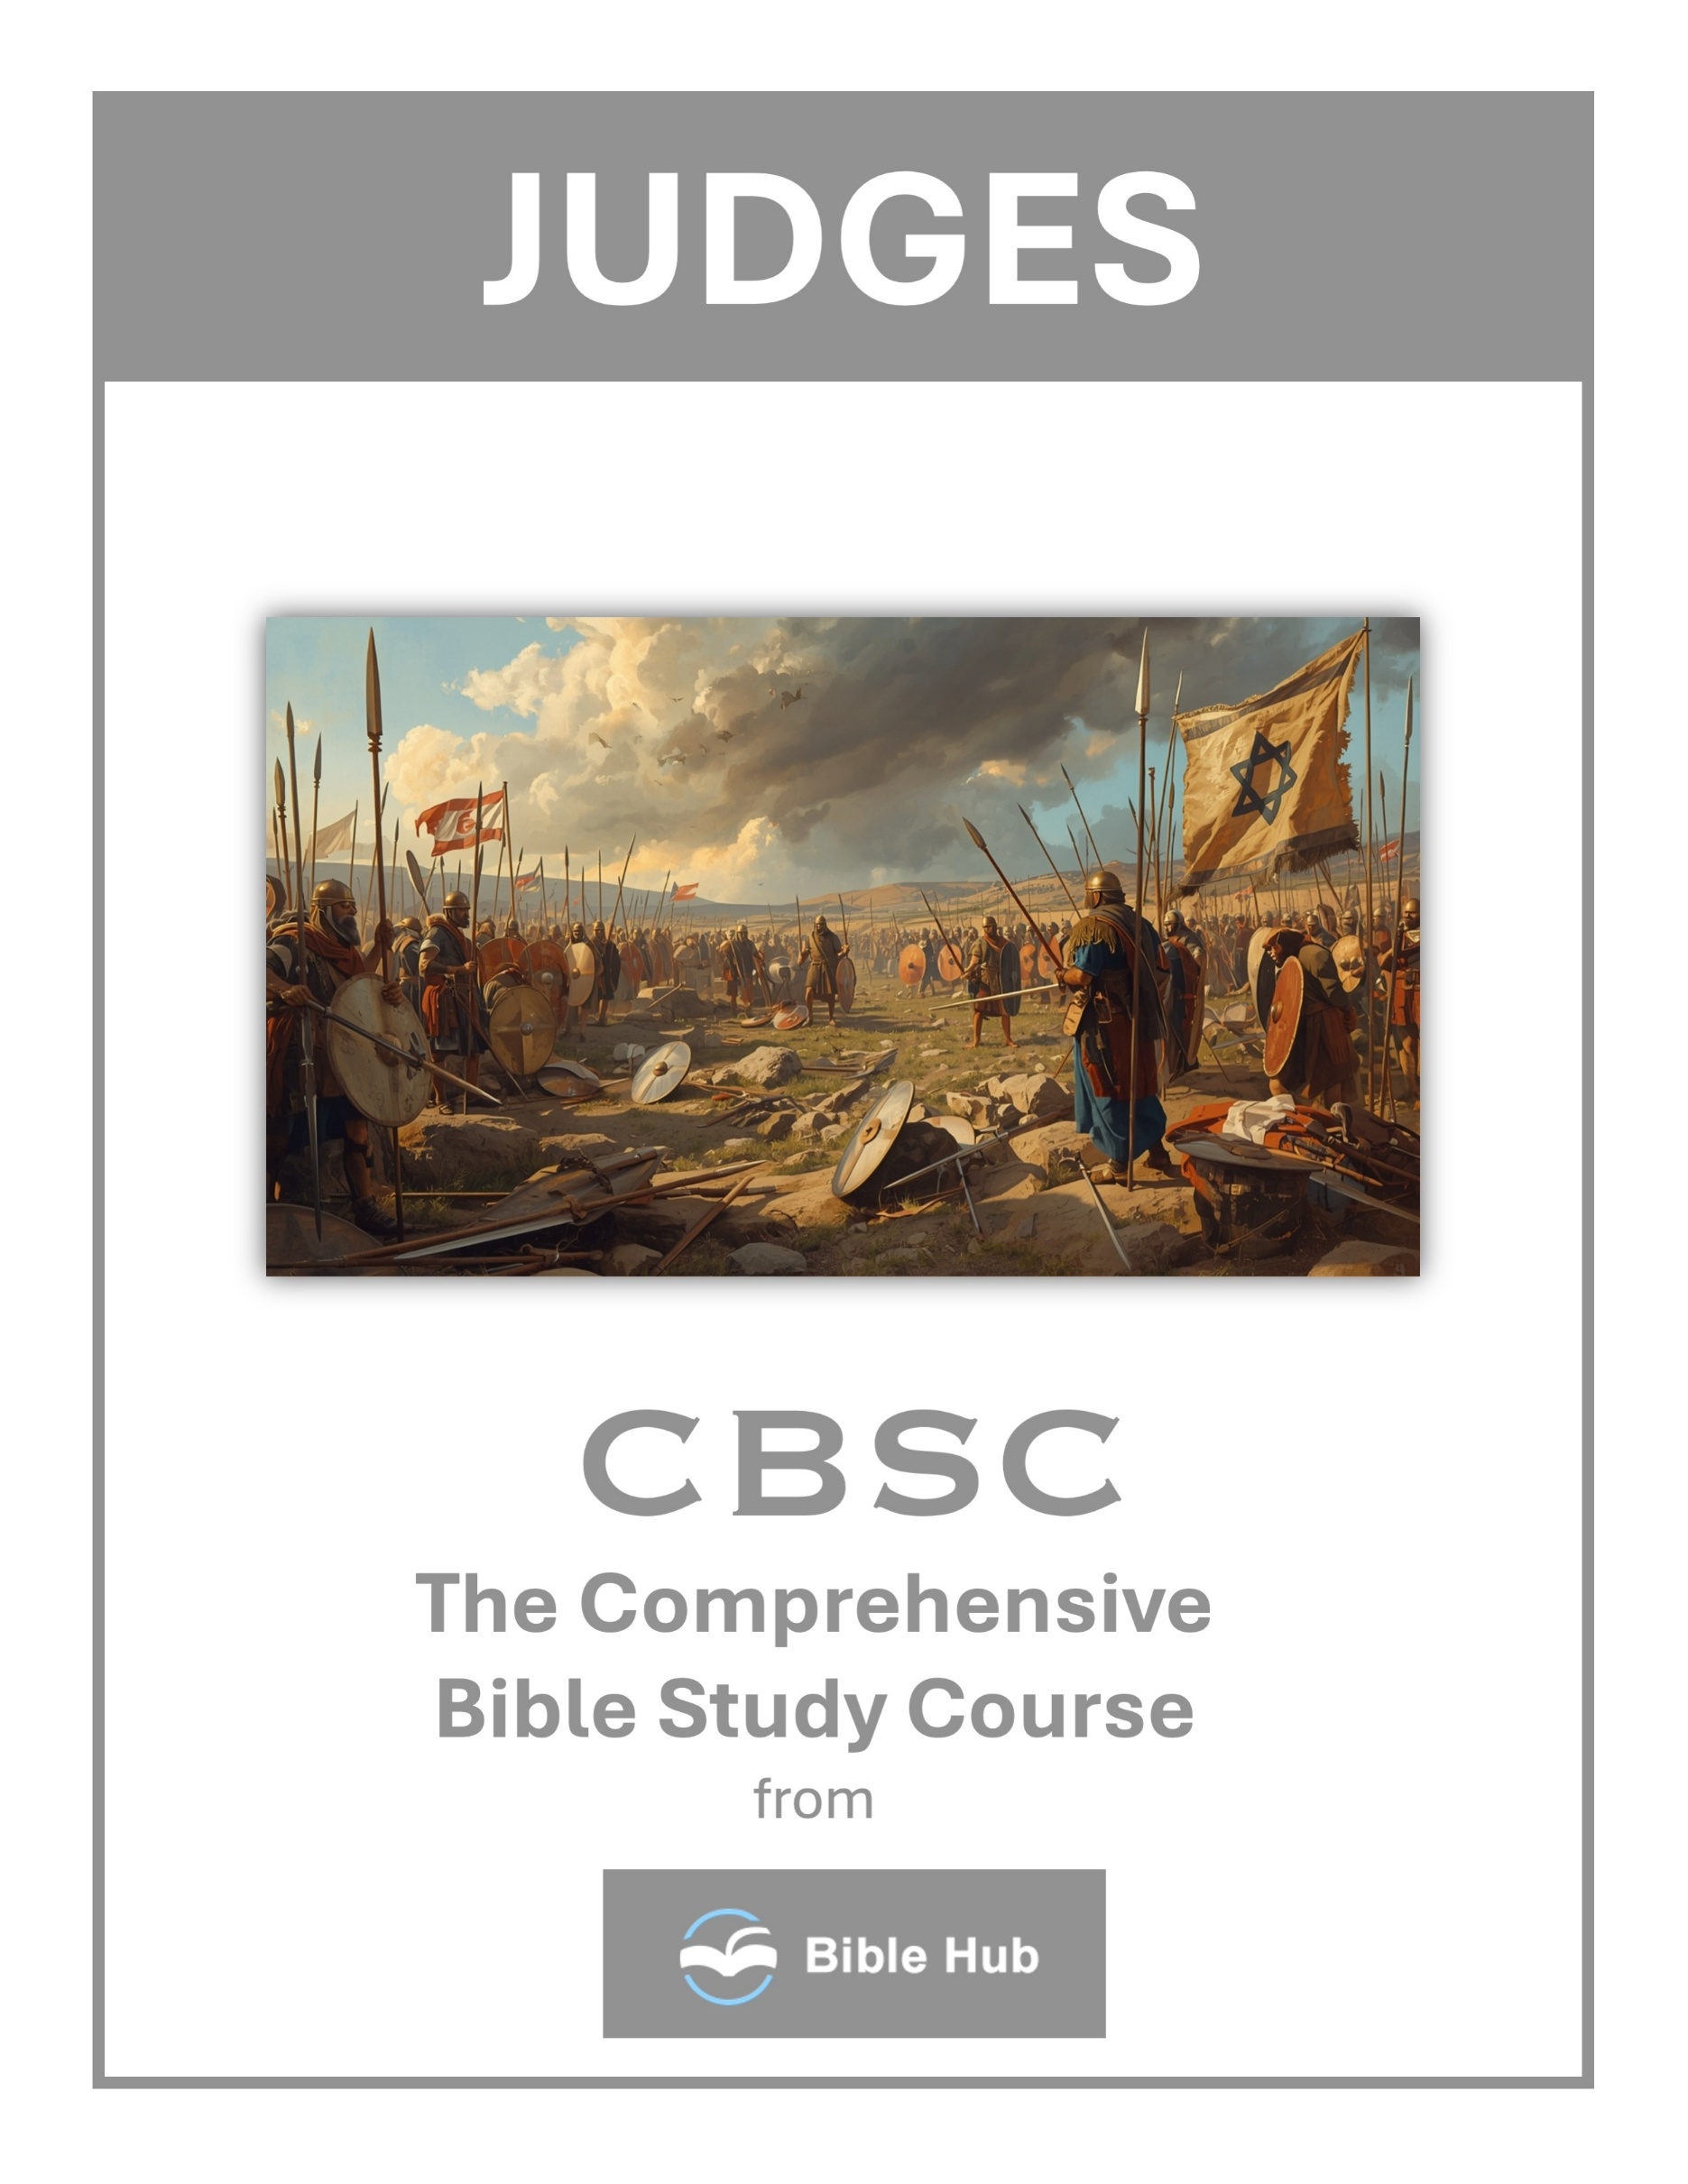 JUDGES
CBSC
The Comprehensive
Bible Study Course
from
Bible Hub